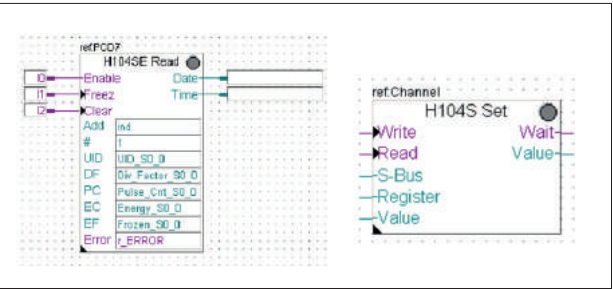 ref:PCD7
H104SE Read
I0 Enable Date
I1 Freez Time
I2 Clear
Add ind
# 1
UID UID_S0_0
DF Div_Factor_S0_0
PC Pulse_Cnt_S0_0
EC Energy_S0_0
EF Frozen_S0_0
Error r_ERROR
ref:Channel
H104S Set
Write Wait
Read Value
S-Bus
Register
Value